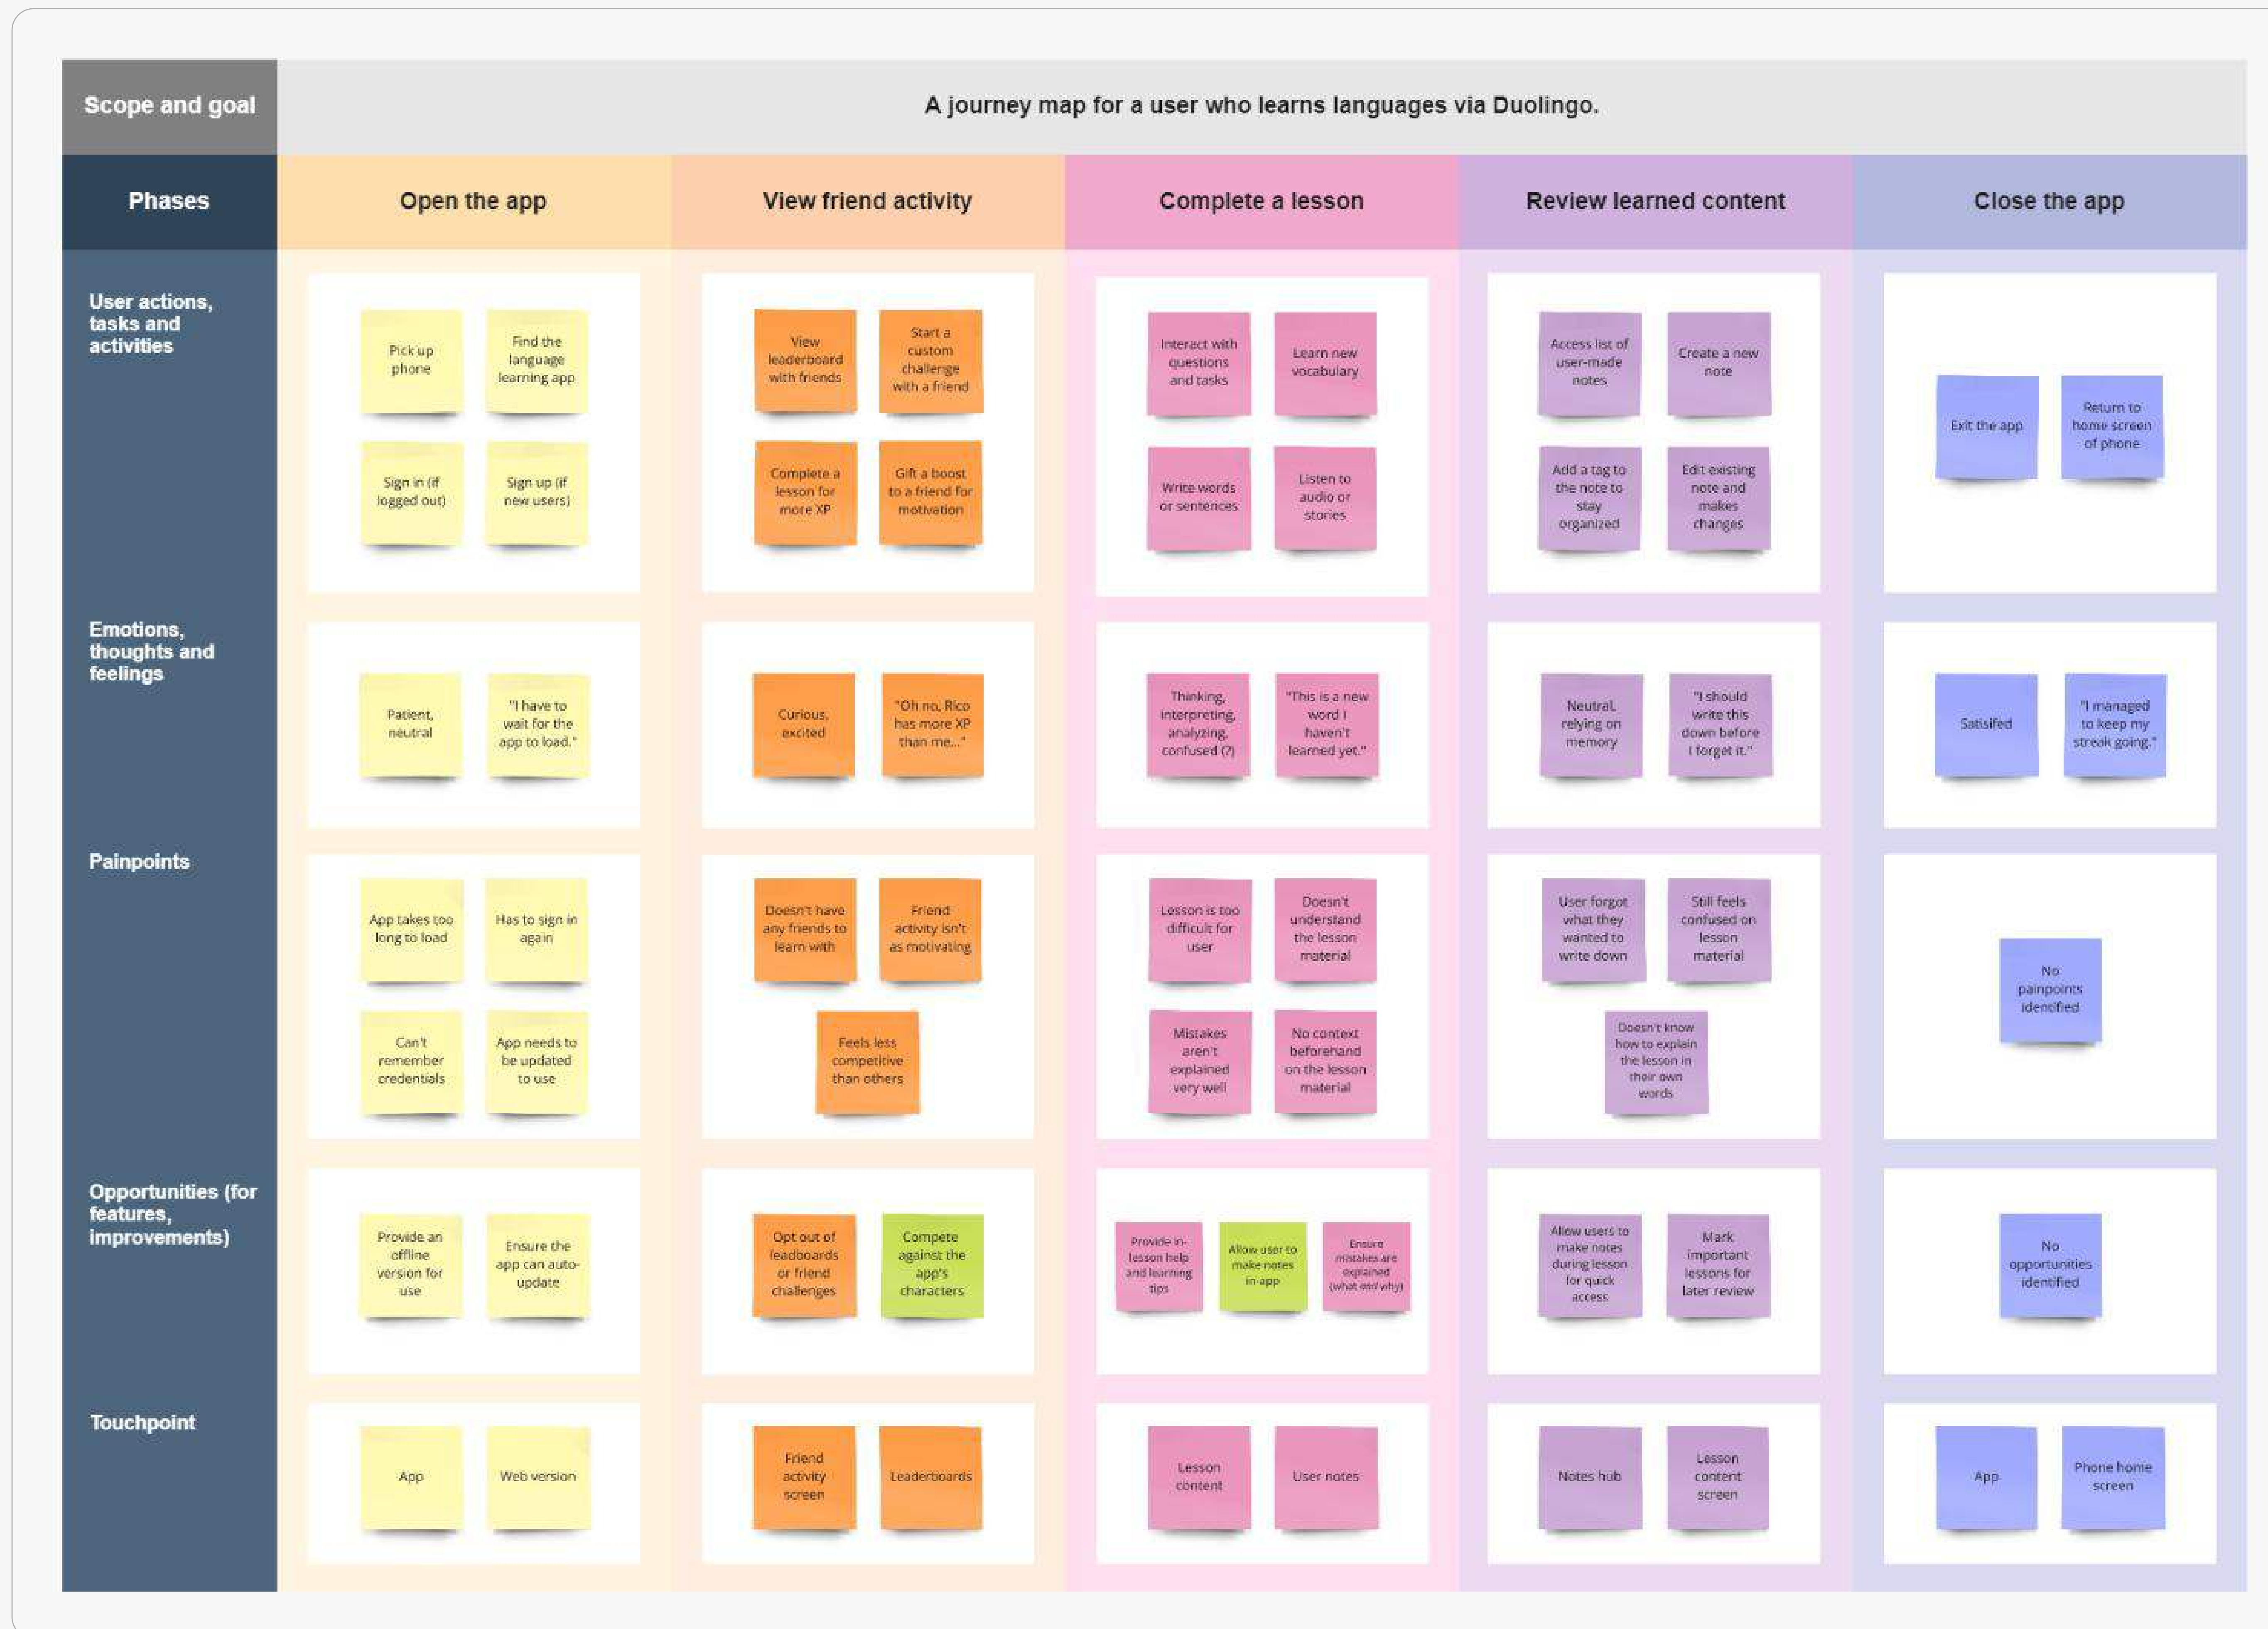 Scope and goal
A journey map for a user who learns languages via Duolingo.
Phases
Open the app
View friend activity
Complete a lesson
Review learned content
Close the app
User actions,
tasks and
activities
Pick up
phone
Find the
language
learning app
Sign in (if
logged out)
Sign up (if
new users)
View
leaderboard
with friends
Start a
custom
challenge
with a friend
Complete a
lesson for
more XP
Gift a boost
to a friend for
motivation
Interact with
questions
and tasks
Learn new
vocabulary
Write words
or sentences
Listen to
audio or
stories
Access list of
user-made
notes
Create a new
note
Add a tag to
the note to
stay
organized
Edit existing
note and
makes
changes
Exit the app
Return to
home screen
of phone
Emotions,
thoughts and
feelings
Patient,
neutral
"I have to
wait for the
app to load."
Curious,
excited
"Oh no, Rico
has more XP
than me..."
Thinking,
interpreting,
analyzing,
confused (?)
"This is a new
word I
haven't
learned yet."
Neutral,
relying on
memory
"I should
write this
down before
I forget it."
Satisifed
"I managed
to keep my
streak going."
Painpoints
App takes too
long to load
Has to sign in
again
Can't
remember
credentials
App needs to
be updated
to use
Doesn't have
any friends to
learn with
Friend
activity isn't
as motivating
Feels less
competitive
than others
Lesson is too
difficult for
user
Doesn't
understand
the lesson
material
Mistakes
aren't
explained
very well
No context
beforehand
on the lesson
material
User forgot
what they
wanted to
write down
Still feels
confused on
lesson
material
Doesn't know
how to explain
the lesson in
their own
words
No
painpoints
identified
Opportunities (for
features,
improvements)
Provide an
offline
version for
use
Ensure the
app can auto-
update
Opt out of
leadboards
or friend
challenges
Compete
against the
app's
characters
Provide in-
lesson help
and learning
tips
Allow user to
make notes
in-app
Ensure
mistakes are
explained
(what and why)
Allow users to
make notes
during lesson
for quick
access
Mark
important
lessons for
later review
No
opportunities
identified
Touchpoint
App
Web version
Friend
activity
screen
Leaderboards
Lesson
content
User notes
Notes hub
Lesson
content
screen
App
Phone home
screen